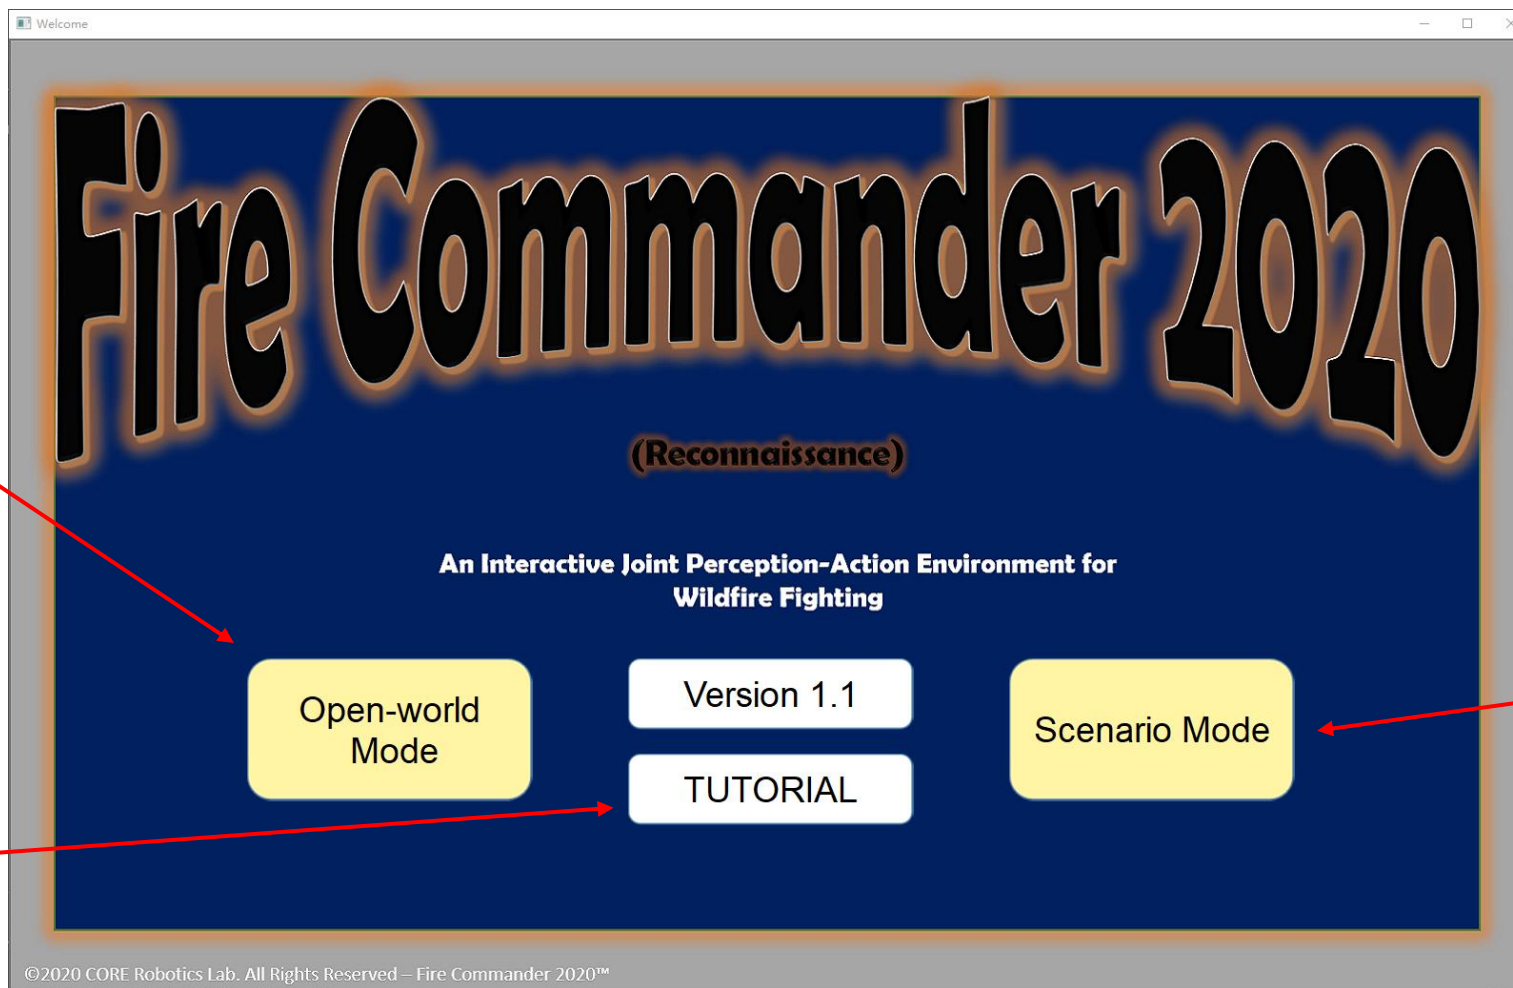 Welcome
Fire Commander 2020
(Reconnaissance)
An Interactive Joint Perception-Action Environment for
Wildfire Fighting
Open-world
Mode
Version 1.1
TUTORIAL
Scenario Mode
©2020 CORE Robotics Lab. All Rights Reserved – Fire Commander 2020™